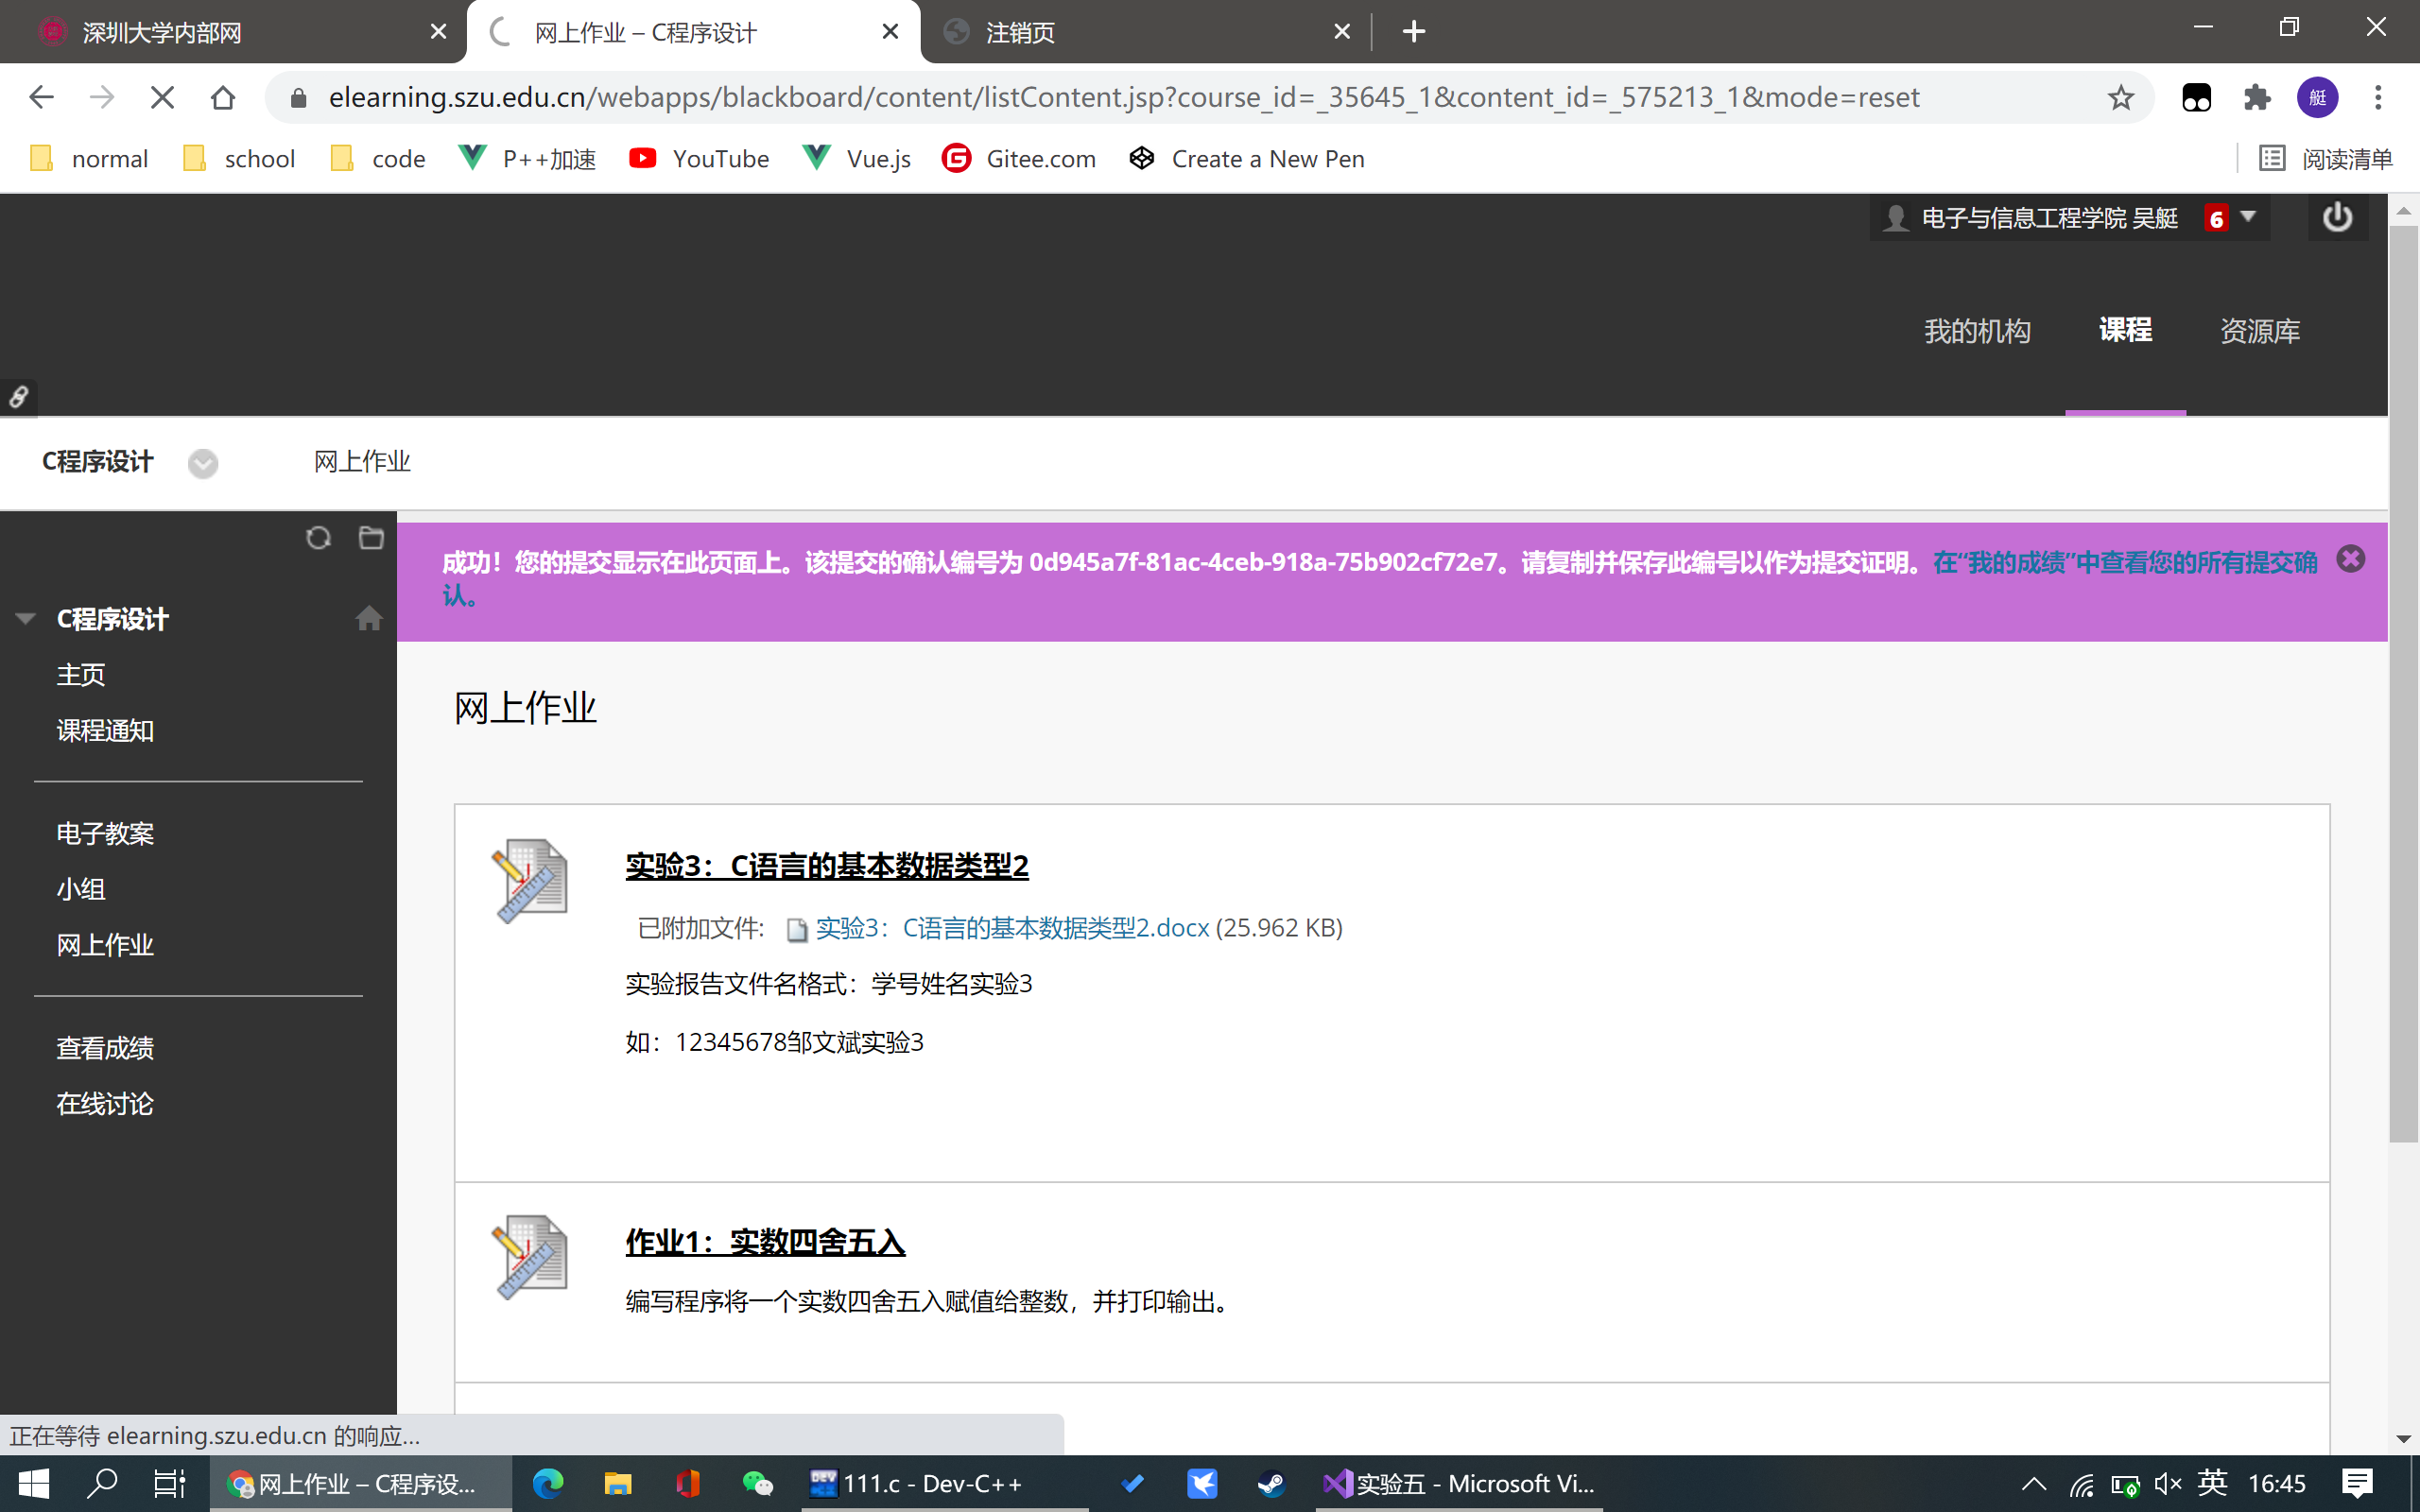 深圳大学内部网
网上作业 – C程序设计
注销页
elearning.szu.edu.cn/webapps/blackboard/content/listContent.jsp?course_id=_35645_1&content_id=_575213_1&mode=reset
艇
normal
school
code
P++加速
YouTube
Vue.js
Gitee.com
Create a New Pen
阅读清单
电子与信息工程学院 吴艇
6
我的机构
课程
资源库
C程序设计
网上作业
成功！您的提交显示在此页面上。该提交的确认编号为 0d945a7f-81ac-4ceb-918a-75b902cf72e7。请复制并保存此编号以作为提交证明。在“我的成绩”中查看您的所有提交确
认。
C程序设计
主页
课程通知
电子教案
小组
网上作业
查看成绩
在线讨论
网上作业
实验3：C语言的基本数据类型2
已附加文件: 实验3：C语言的基本数据类型2.docx (25.962 KB)
实验报告文件名格式：学号姓名实验3
如：12345678邹文斌实验3
作业1：实数四舍五入
编写程序将一个实数四舍五入赋值给整数，并打印输出。
正在等待 elearning.szu.edu.cn 的响应...
网上作业 – C程序设...
DEV
111.c - Dev-C++
实验五 - Microsoft Vi...
英
16:45